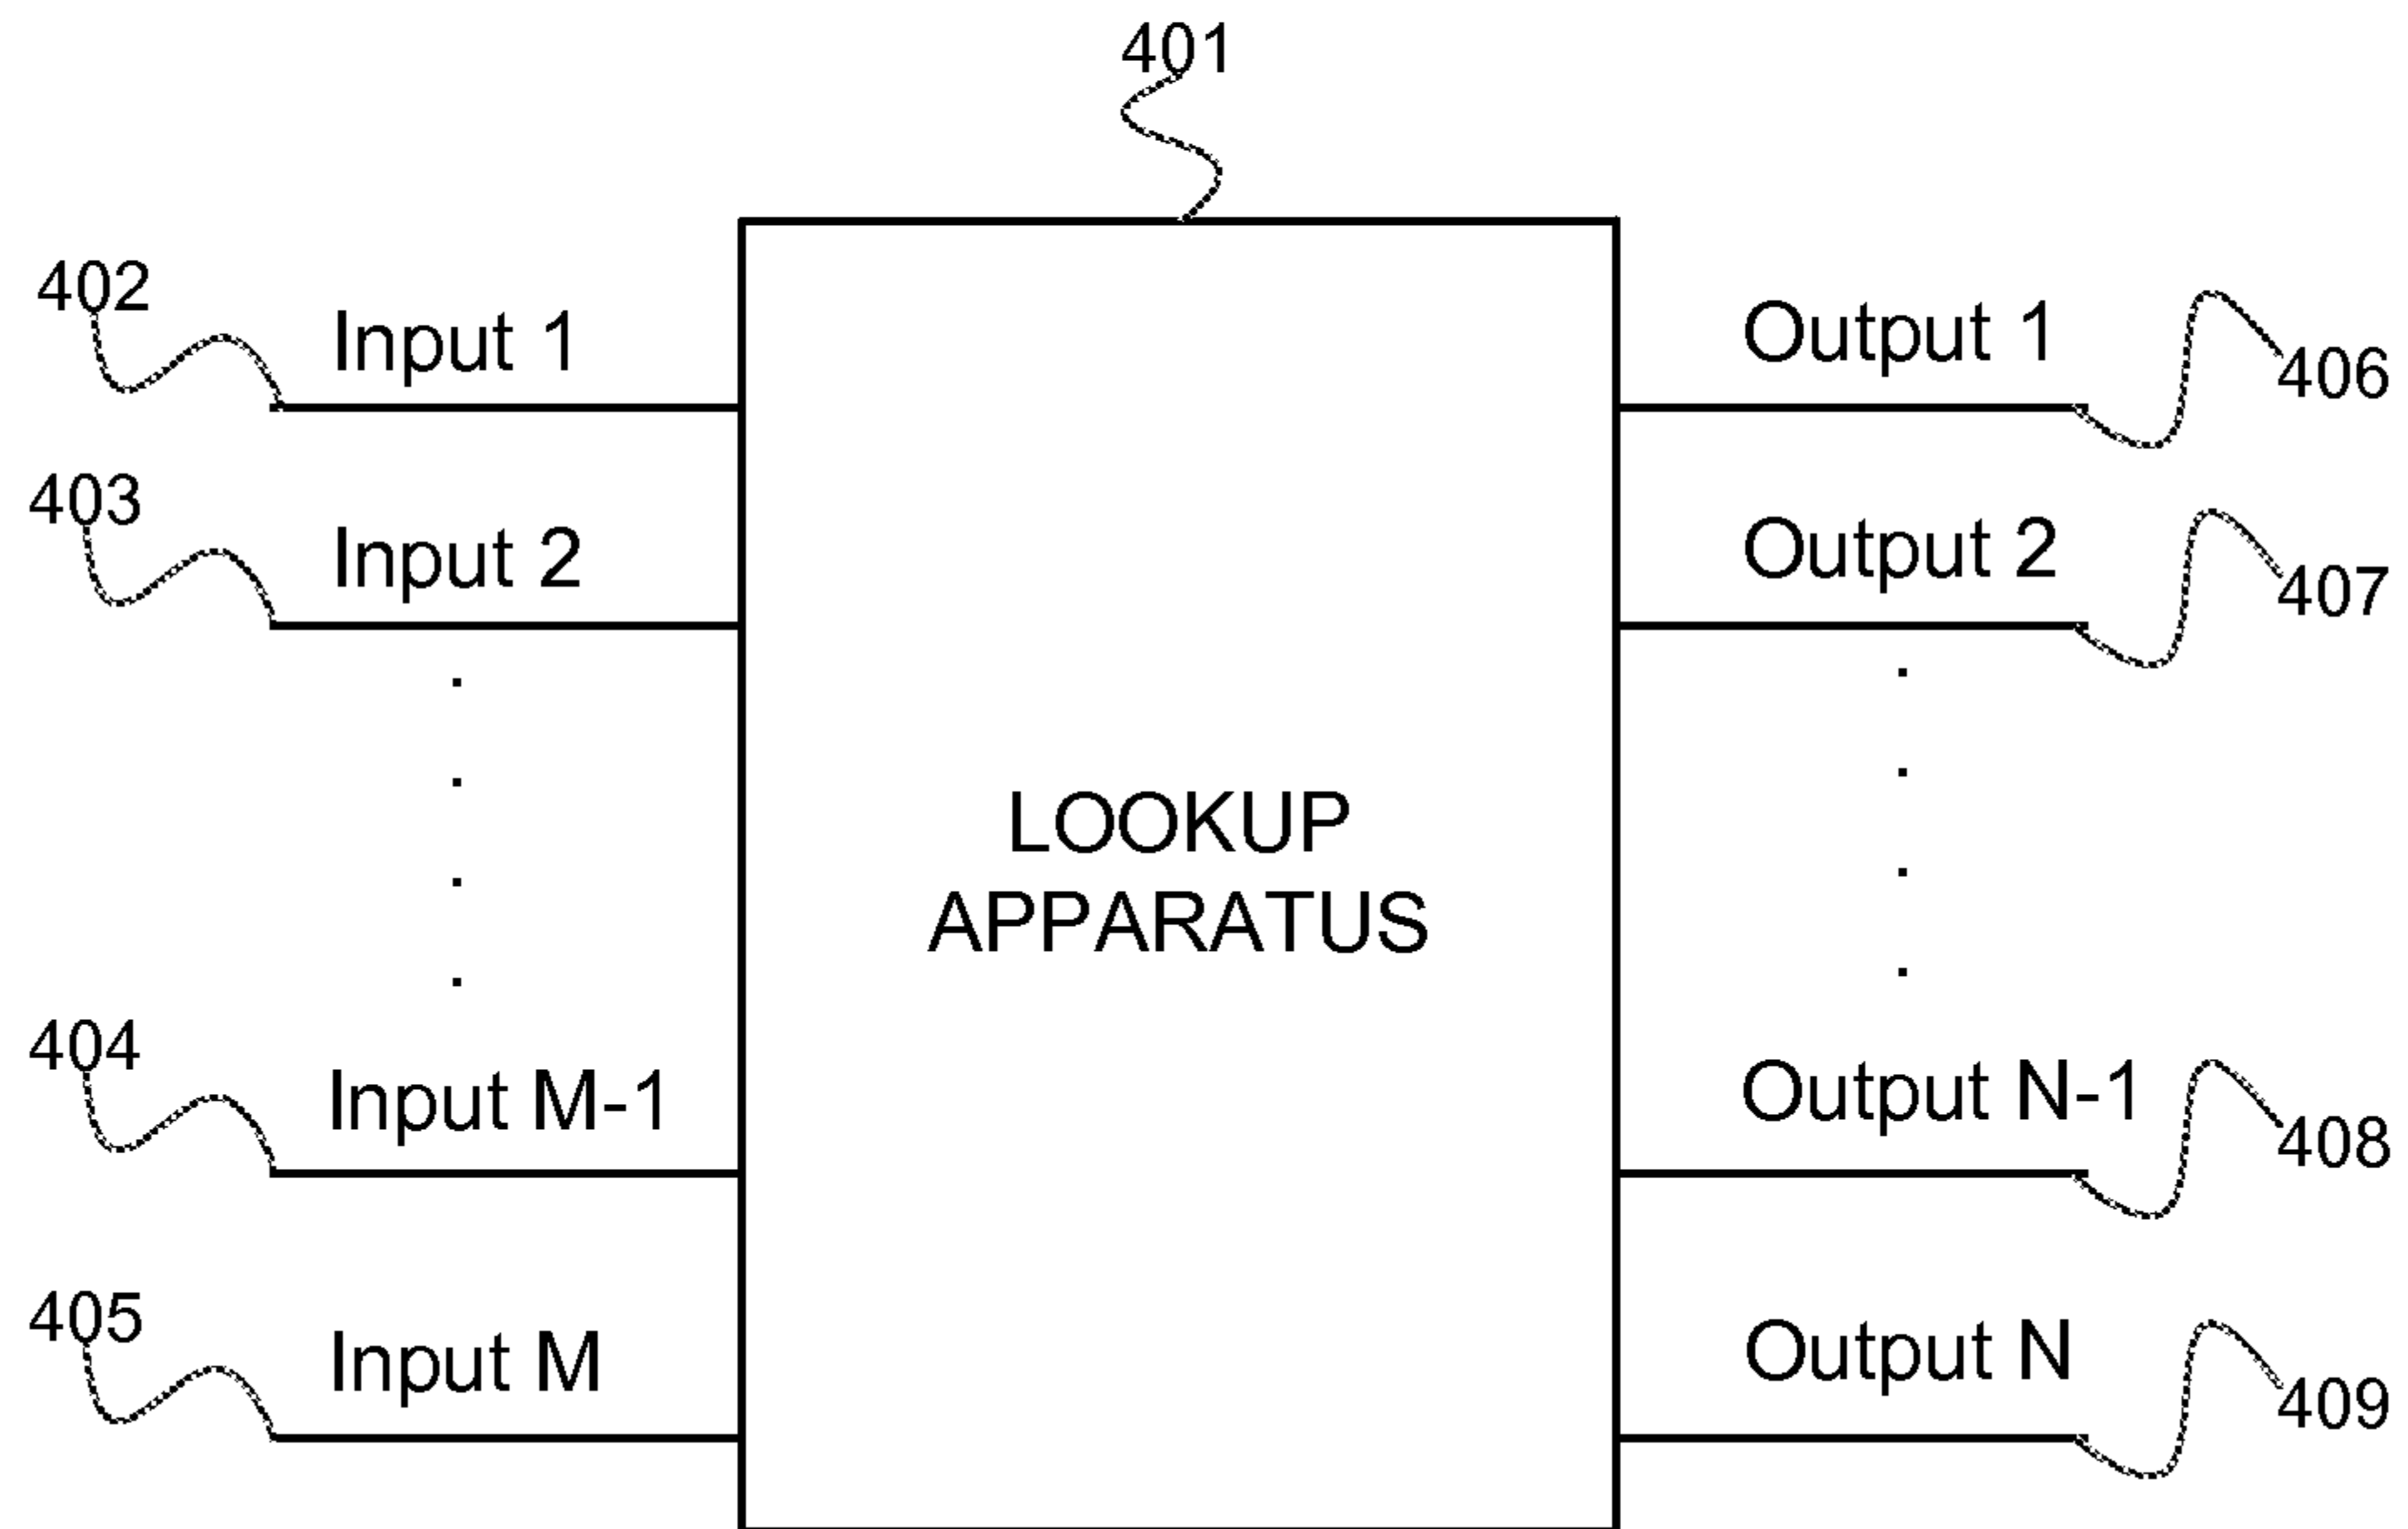 401
402
Input 1
403
Input 2
404
Input M-1
405
Input M
LOOKUP
APPARATUS
Output 1
406
Output 2
407
Output N-1
408
Output N
409